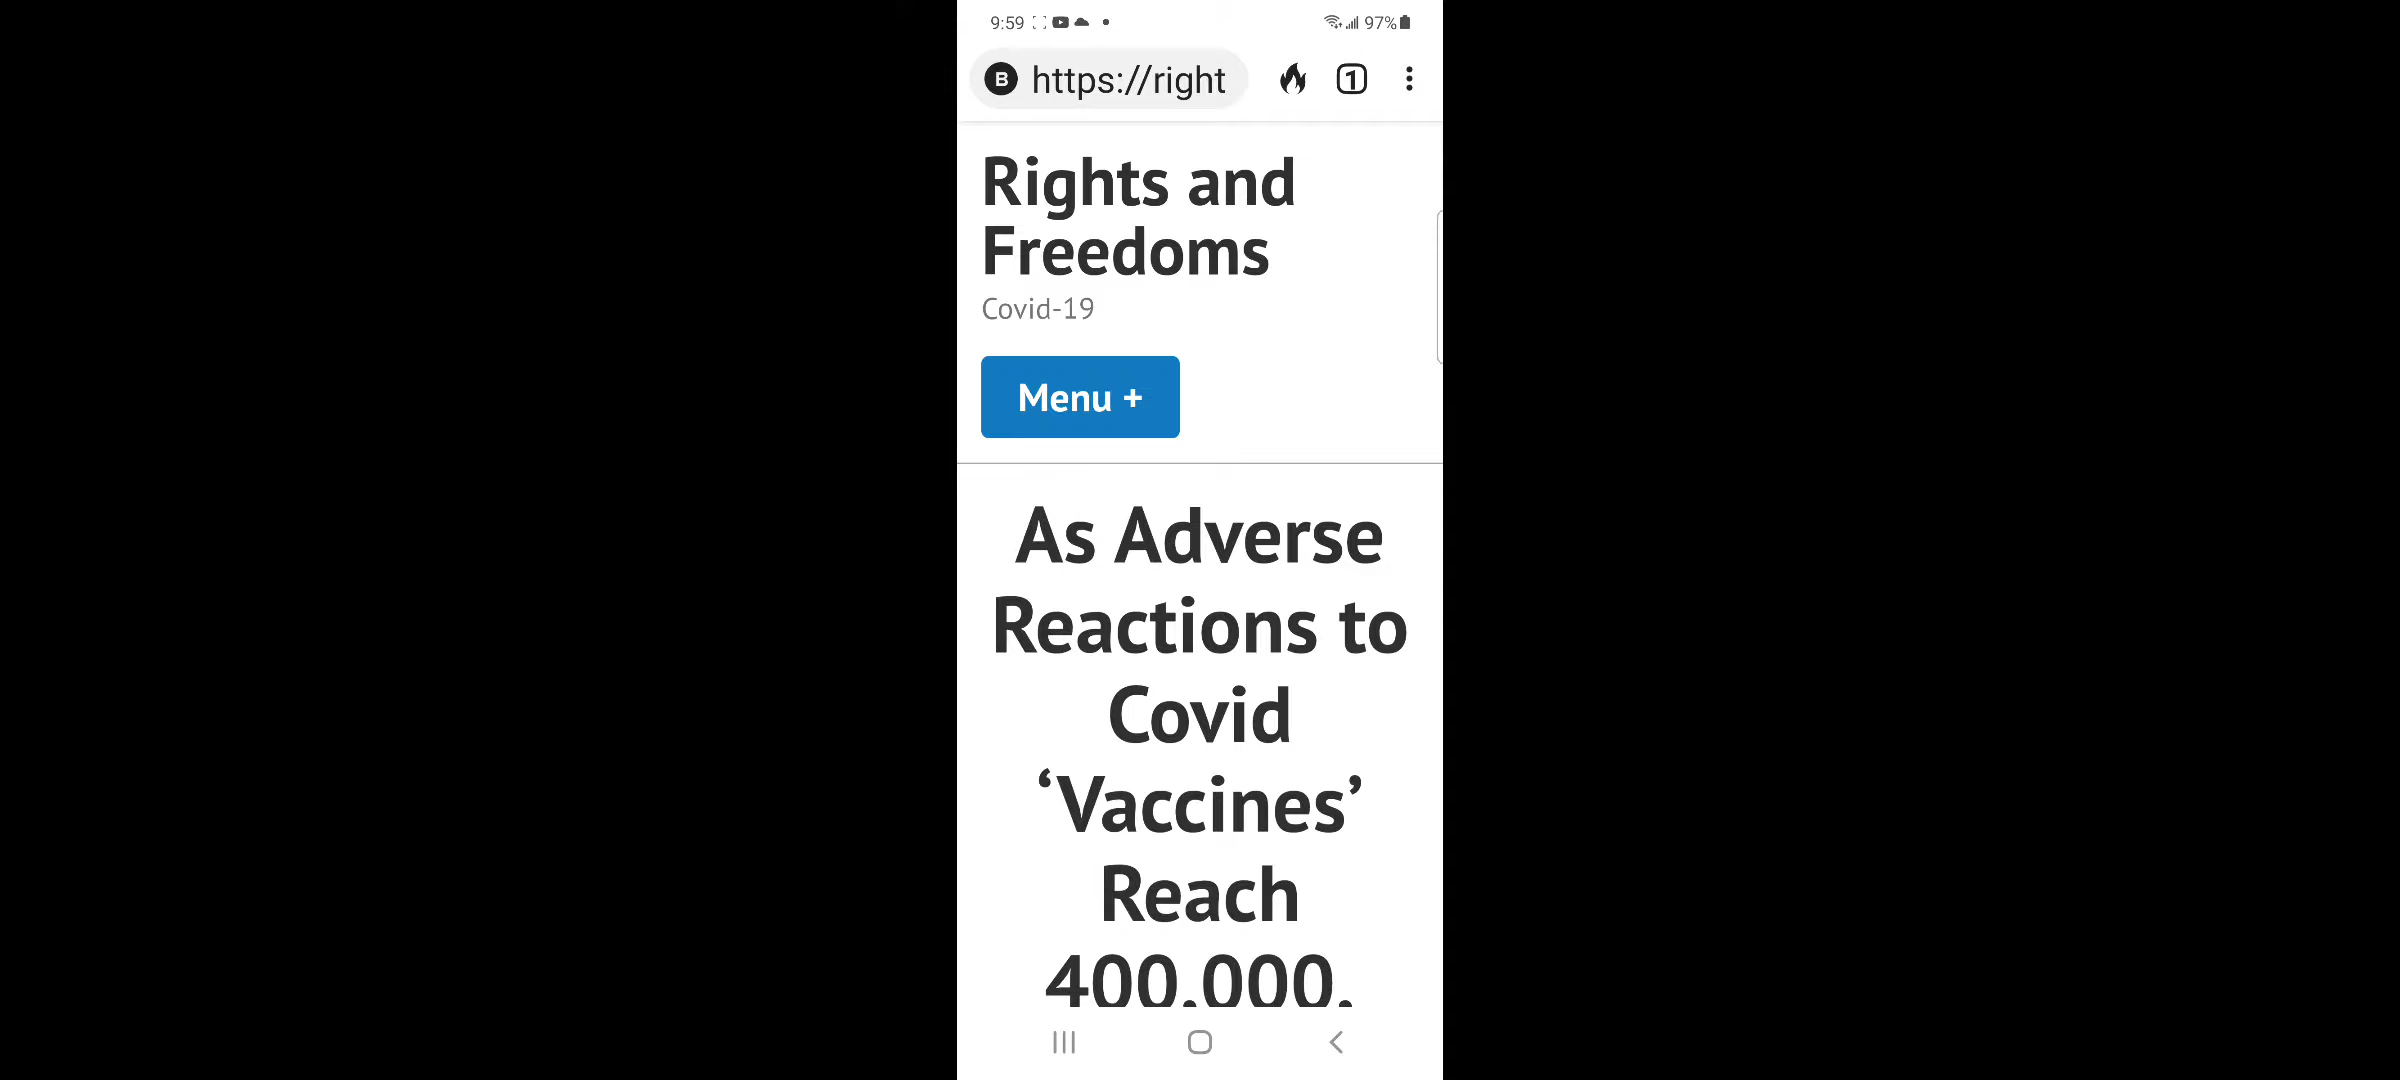 9:59 97%
B https://right 1
Rights and
Freedoms
Covid-19
Menu +
As Adverse
Reactions to
Covid
‘Vaccines’
Reach
400,000,